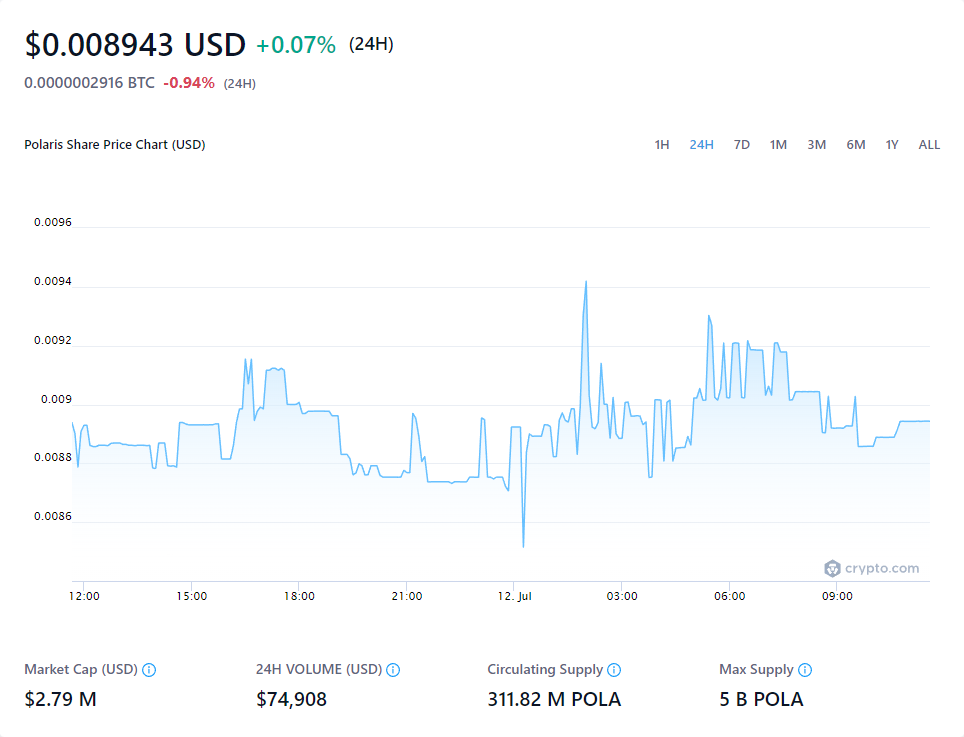 $0.008943 USD +0.07% (24H)
0.0000002916 BTC -0.94% (24H)
Polaris Share Price Chart (USD) 1H 24H 7D 1M 3M 6M 1Y ALL
0.0096
0.0094
0.0092
0.009
0.0088
0.0086
crypto.com
12:00 15:00 18:00 21:00 12. Jul 03:00 06:00 09:00
Market Cap (USD) 24H VOLUME (USD) Circulating Supply Max Supply
$2.79 M $74,908 311.82 M POLA 5 B POLA